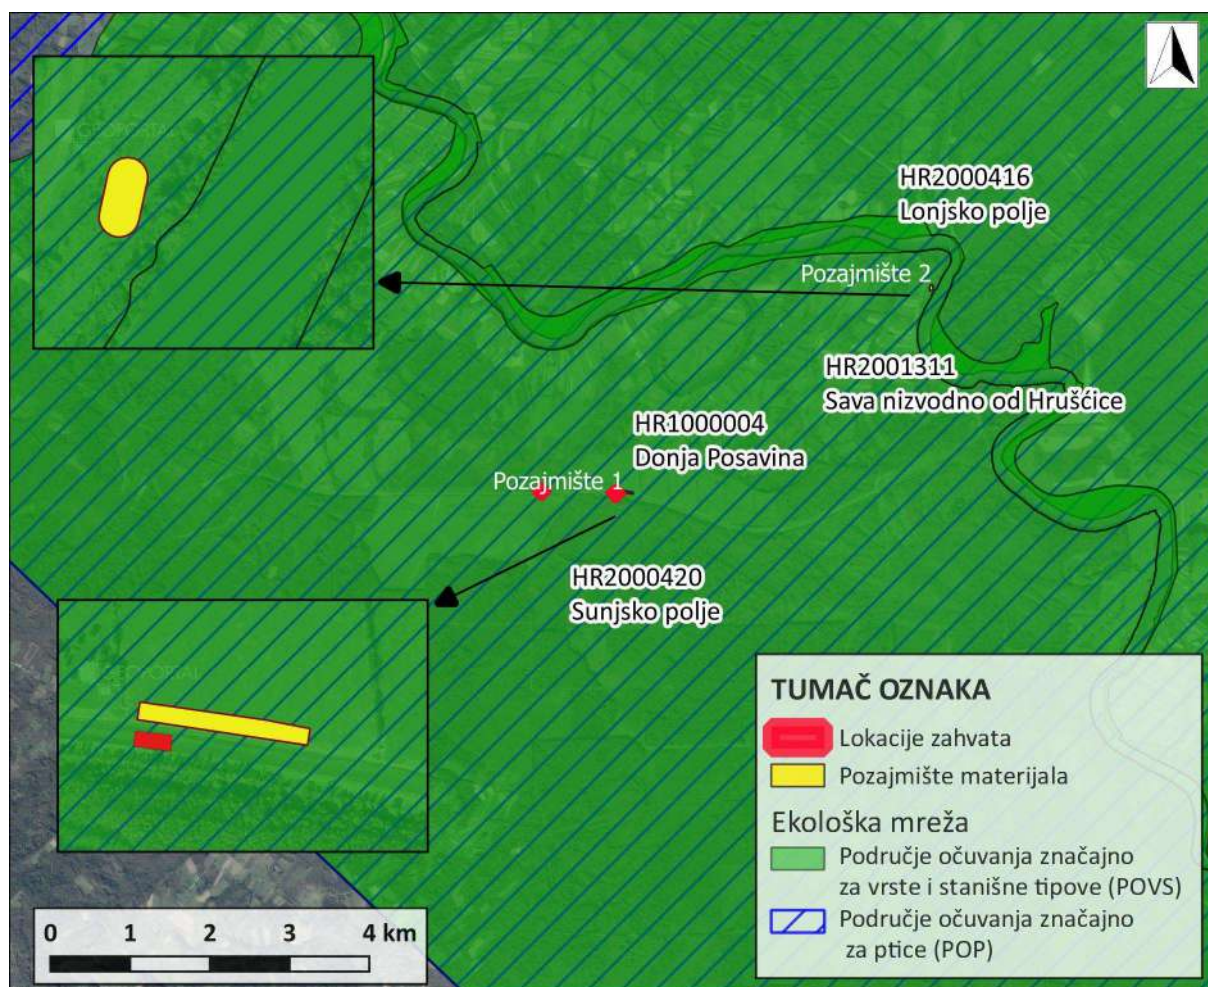 GEOPORTAL
HR2000416
Lonjsko polje
Pozajmište 2
HR2001311
Sava nizvodno od Hrušćice
HR1000004
Donja Posavina
Pozajmište 1
HR2000420
Sunjsko polje
GEOPORTAL
TUMAČ OZNAKA
Lokacije zahvata
Pozajmište materijala
Ekološka mreža
Područje očuvanja značajno
za vrste i stanišne tipove (POVS)
Područje očuvanja značajno
za ptice (POP)
0 1 2 3 4 km